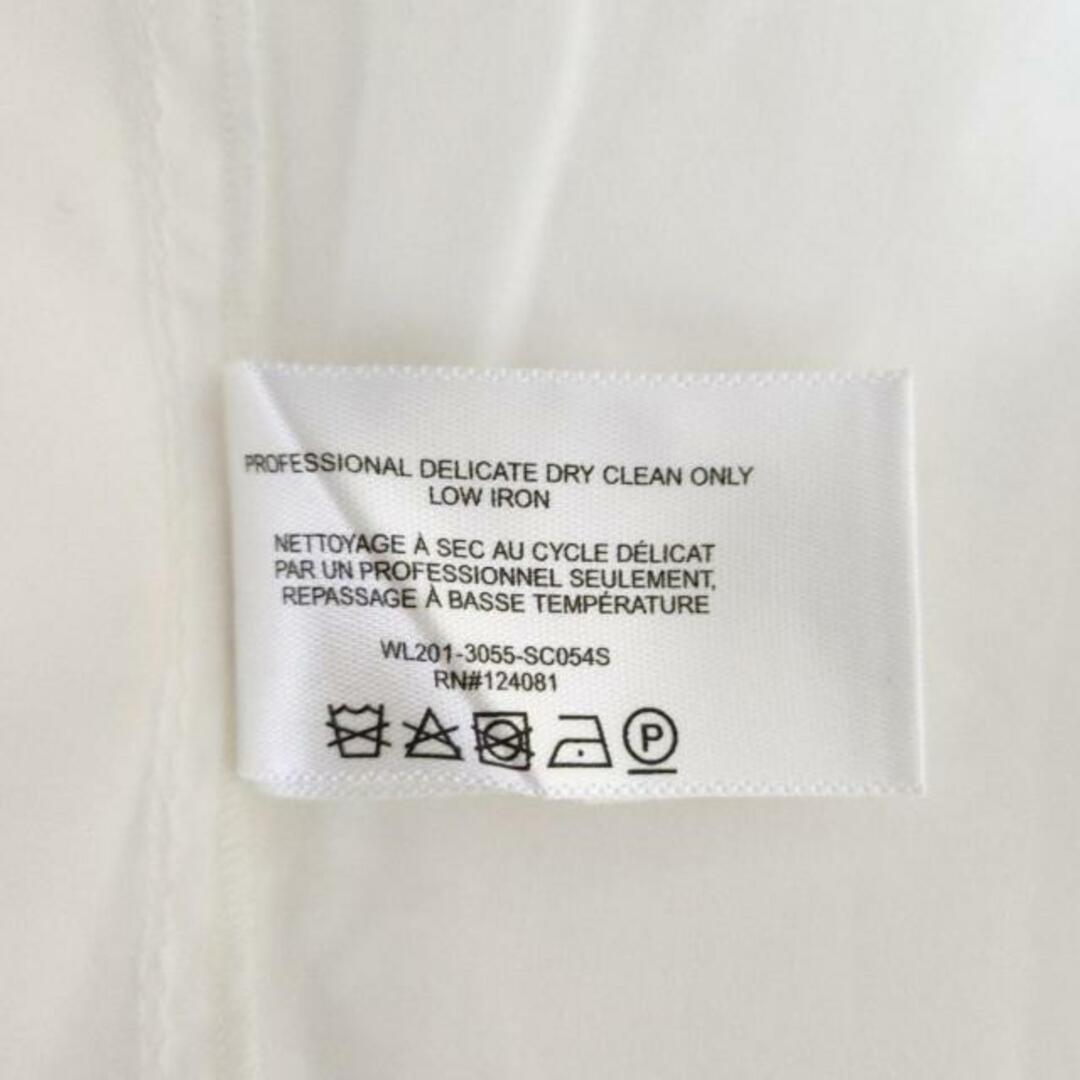 PROFESSIONAL DELICATE DRY CLEAN ONLY
LOW IRON
NETTOYAGE À SEC AU CYCLE DÉLICAT
PAR UN PROFESSIONNEL SEULEMENT,
REPASSAGE À BASSE TEMPÉRATURE
WL201-3055-SC054S
RN#124081
P